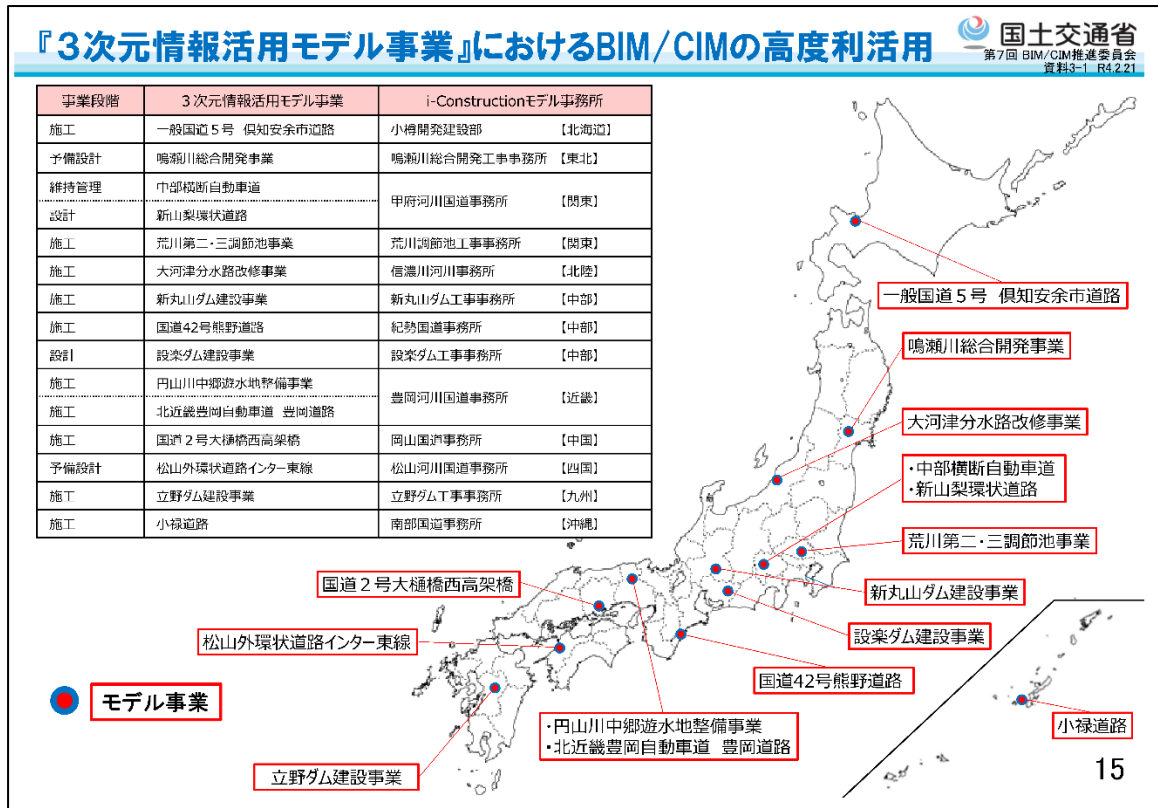 『３次元情報活用モデル事業』におけるBIM/CIMの高度利活用
国土交通省
第7回 BIM/CIM推進委員会
資料3-1 R4.2.21
事業段階 ３次元情報活用モデル事業 i-Constructionモデル事務所
施工 一般国道５号 倶知安余市道路 小樽開発建設部 【北海道】
予備設計 鳴瀬川総合開発事業 鳴瀬川総合開発工事事務所 【東北】
維持管理 中部横断自動車道 甲府河川国道事務所 【関東】
設計 新山梨環状道路
施工 荒川第二・三調節池事業 荒川調節池工事事務所 【関東】
施工 大河津分水路改修事業 信濃川河川事務所 【北陸】
施工 新丸山ダム建設事業 新丸山ダム工事事務所 【中部】
施工 国道42号熊野道路 紀勢国道事務所 【中部】
設計 設楽ダム建設事業 設楽ダム工事事務所 【中部】
施工 円山川中郷遊水地整備事業 豊岡河川国道事務所 【近畿】
施工 北近畿豊岡自動車道 豊岡道路
施工 国道２号大樋橋西高架橋 岡山国道事務所 【中国】
予備設計 松山外環状道路インター東線 松山河川国道事務所 【四国】
施工 立野ダム建設事業 立野ダム工事事務所 【九州】
施工 小禄道路 南部国道事務所 【沖縄】
一般国道５号 倶知安余市道路
鳴瀬川総合開発事業
大河津分水路改修事業
・中部横断自動車道
・新山梨環状道路
荒川第二・三調節池事業
新丸山ダム建設事業
設楽ダム建設事業
国道42号熊野道路
国道２号大樋橋西高架橋
松山外環状道路インター東線
モデル事業
・円山川中郷遊水地整備事業
・北近畿豊岡自動車道 豊岡道路
立野ダム建設事業
小禄道路
15